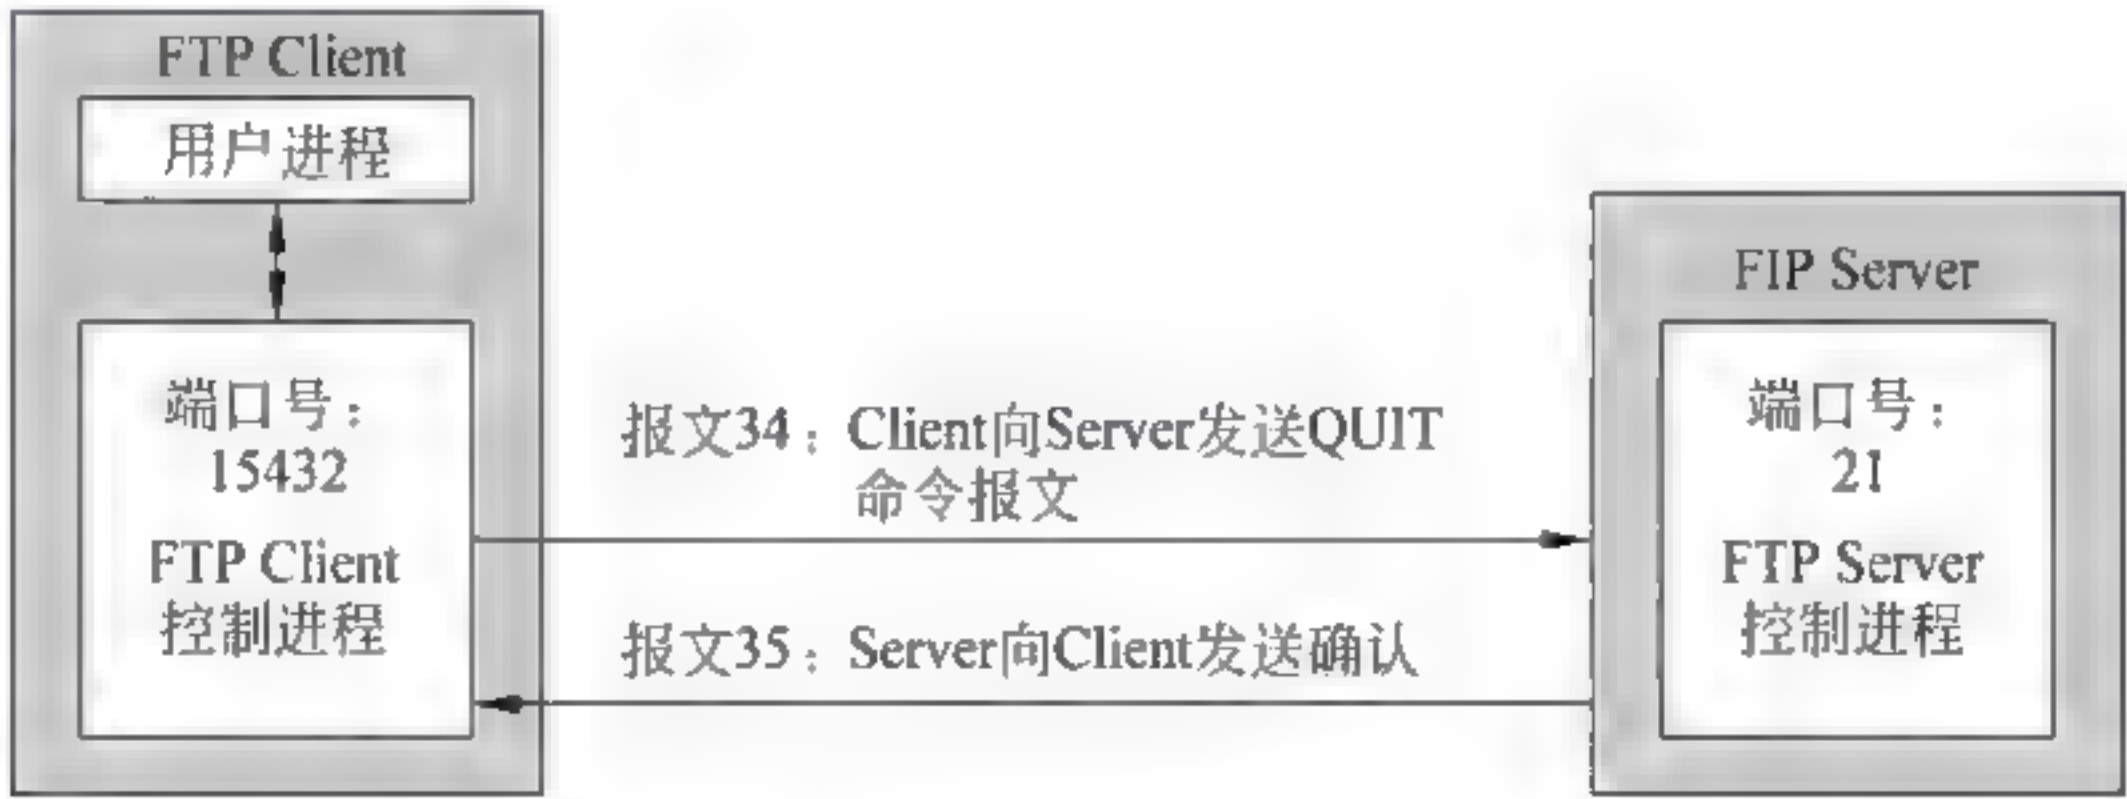 FTP Client
用户进程
端口号：
15432
FTP Client
控制进程
报文34：Client向Server发送QUIT
命令报文
报文35：Server向Client发送确认
FIP Server
端口号：
21
FTP Server
控制进程